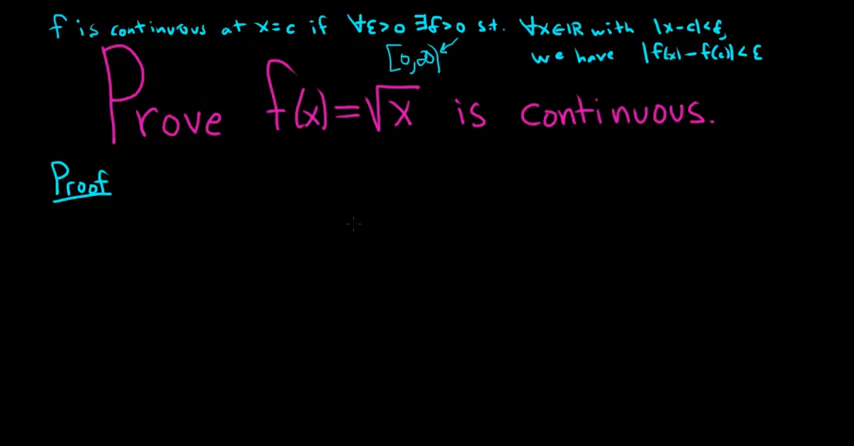 f is continuous at x=c if ∀ε>0 ∃δ>0 s.t. ∀x∈ℝ with |x-c|<δ,
[0,∞) we have |f(x)-f(c)|<ε
Prove f(x)=√x is continuous.
Proof